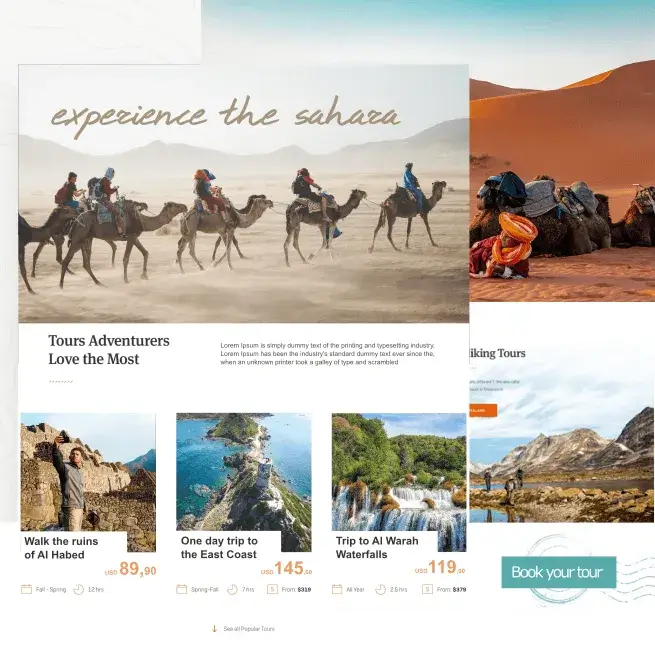 experience the sahara
Tours Adventurers
Love the Most
Lorem Ipsum is simply dummy text of the printing and typesetting industry.
Lorem Ipsum has been the industry's standard dummy text ever since the,
when an unknown printer took a galley of type and scrambled
iking Tours
Walk the ruins
of Al Habed
USD 89,90
Fall - Spring 12 hrs
One day trip to
the East Coast
USD 145,00
Spring-Fall 7 hrs $ From: $319
Trip to Al Warah
Waterfalls
USD 119,00
All Year 2.5 hrs $ From: $379
Book your tour
See all Popular Tours